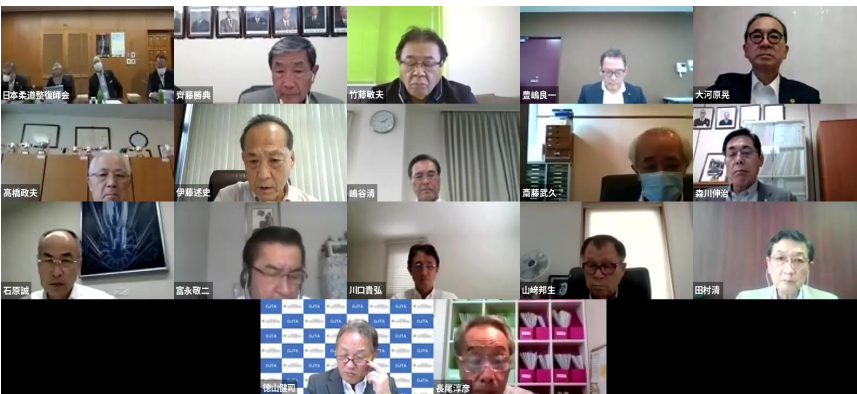 日本柔道整復師会
齊藤勝典
竹藤敏夫
豊嶋良一
大河原晃
髙橋政夫
伊藤述史
嶋谷清
斎藤武久
森川伸治
石原誠
富永敬二
川口貴弘
山﨑邦生
田村清
徳山健司
長尾淳彦